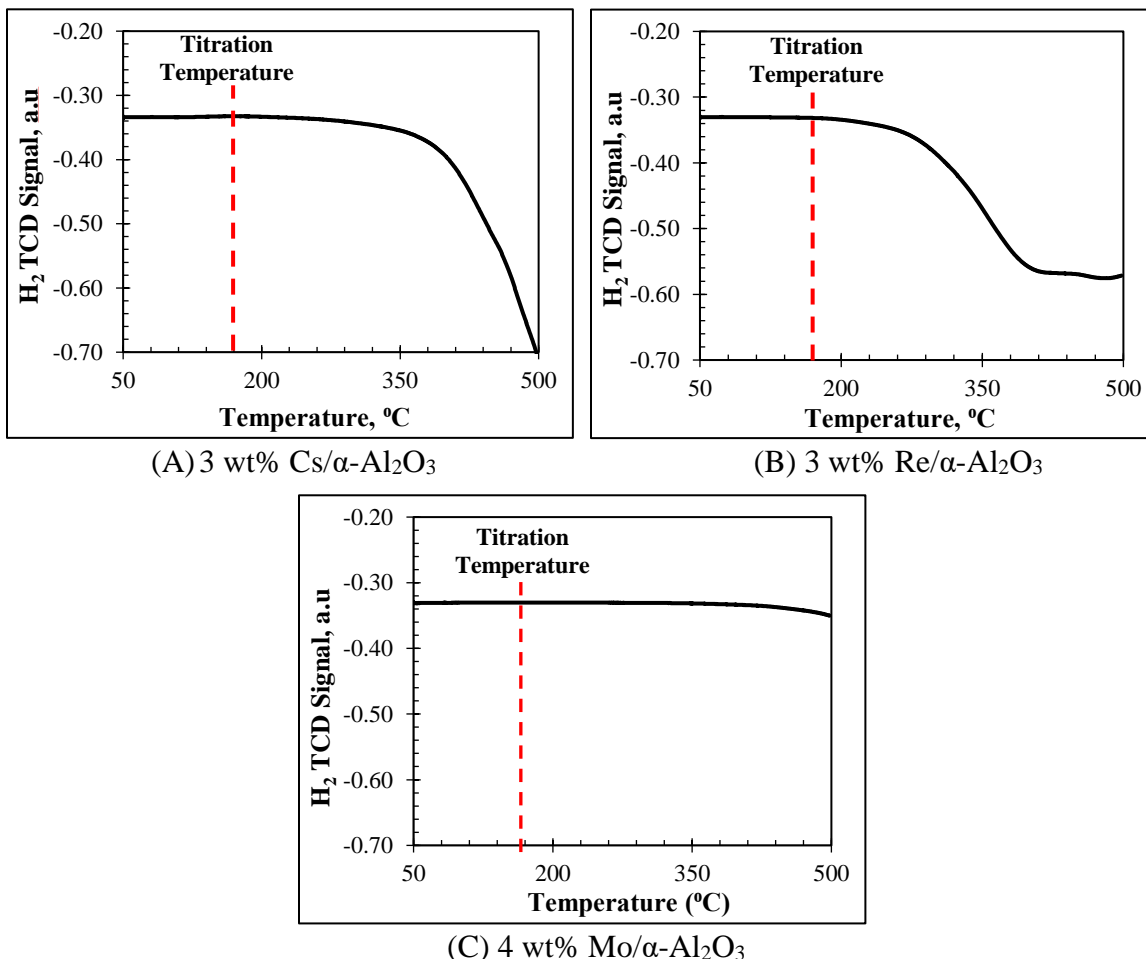 -0.20
-0.30
-0.40
-0.50
-0.60
-0.70
H₂ TCD Signal, a.u
Titration
Temperature
50
200
350
500
Temperature, ⁰C
(A) 3 wt% Cs/α-Al₂O₃
-0.20
-0.30
-0.40
-0.50
-0.60
-0.70
H₂ TCD Signal, a.u
Titration
Temperature
50
200
350
500
Temperature, ⁰C
(B) 3 wt% Re/α-Al₂O₃
-0.20
-0.30
-0.40
-0.50
-0.60
-0.70
H₂ TCD Signal, a.u
Titration
Temperature
50
200
350
500
Temperature (⁰C)
(C) 4 wt% Mo/α-Al₂O₃